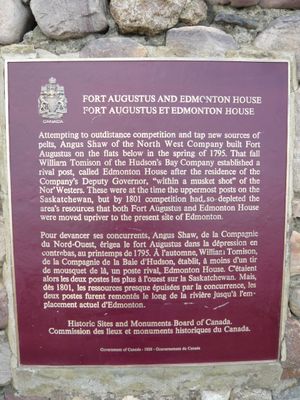 CANADA
FORT AUGUSTUS AND EDMONTON HOUSE
FORT AUGUSTUS ET EDMONTON HOUSE
Attempting to outdistance competition and tap new sources of
pelts, Angus Shaw of the North West Company built Fort
Augustus on the flats below in the spring of 1795. That fall
William Tomison of the Hudson's Bay Company established a
rival post, called Edmonton House after the residence of the
Company's Deputy Governor, "within a musket shot" of the
Nor'Westers. These were at the time the uppermost posts on the
Saskatchewan, but by 1801 competition had so depleted the
area's resources that both Fort Augustus and Edmonton House
were moved upriver to the present site of Edmonton.
Pour devancer ses concurrents, Angus Shaw, de la Compagnie
du Nord-Ouest, érigea le fort Augustus dans la dépression en
contrebas, au printemps de 1795. À l'automne, William Tomison,
de la Compagnie de la Baie d'Hudson, établit, à moins d'un tir
de mousquet de là, un poste rival, Edmonton House. C'étaient
alors les deux postes les plus à l'ouest sur la Saskatchewan. Mais,
dès 1801, les ressources presque épuisées par la concurrence, les
deux postes furent remontés le long de la rivière jusqu'à l'em-
placement actuel d'Edmonton.
Historic Sites and Monuments Board of Canada.
Commission des lieux et monuments historiques du Canada.
Government of Canada - - Gouvernement du Canada